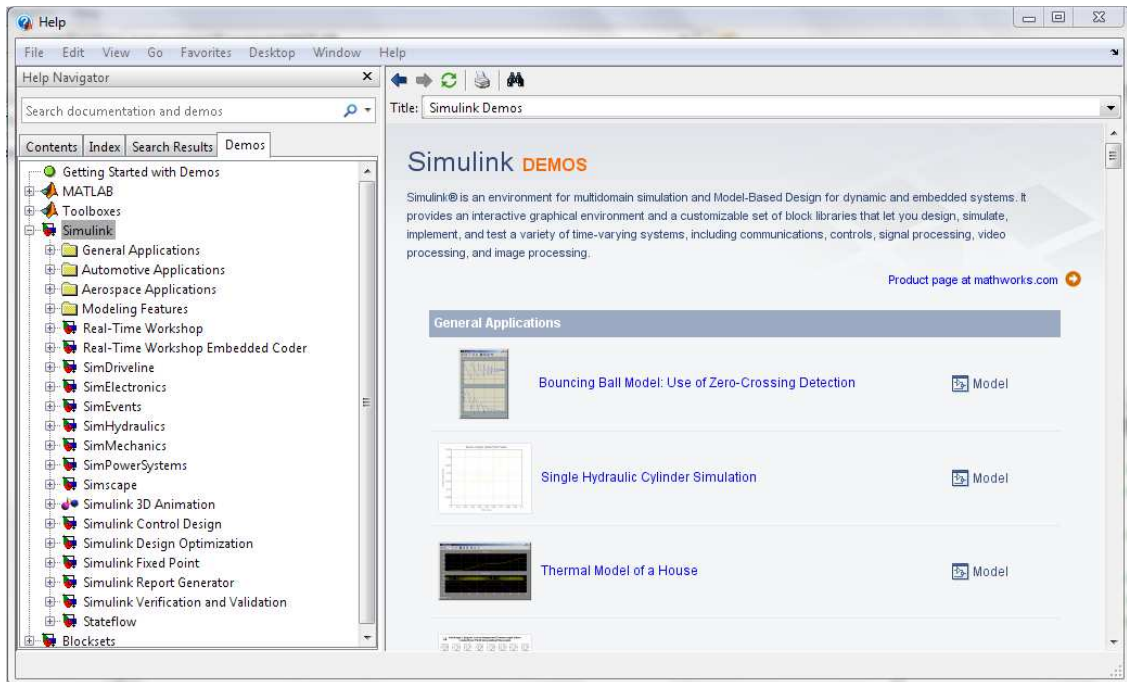 Help
File Edit View Go Favorites Desktop Window Help
Help Navigator
Search documentation and demos
Contents Index Search Results Demos
Getting Started with Demos
MATLAB
Toolboxes
Simulink
General Applications
Automotive Applications
Aerospace Applications
Modeling Features
Real-Time Workshop
Real-Time Workshop Embedded Coder
SimDriveline
SimElectronics
SimEvents
SimHydraulics
SimMechanics
SimPowerSystems
Simscape
Simulink 3D Animation
Simulink Control Design
Simulink Design Optimization
Simulink Fixed Point
Simulink Report Generator
Simulink Verification and Validation
Stateflow
Blocksets
Title: Simulink Demos
Simulink DEMOS
Simulink® is an environment for multidomain simulation and Model-Based Design for dynamic and embedded systems. It
provides an interactive graphical environment and a customizable set of block libraries that let you design, simulate,
implement, and test a variety of time-varying systems, including communications, controls, signal processing, video
processing, and image processing.
Product page at mathworks.com
General Applications
Bouncing Ball Model: Use of Zero-Crossing Detection Model
Single Hydraulic Cylinder Simulation Model
Thermal Model of a House Model